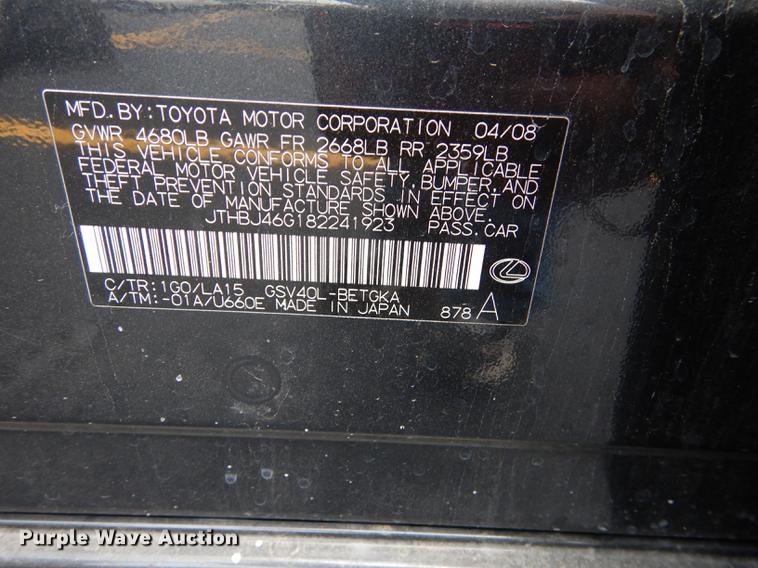 MFD. BY: TOYOTA MOTOR CORPORATION 04/08
GVWR 4680LB GAWR FR 2668LB RR 2359LB
THIS VEHICLE CONFORMS TO ALL APPLICABLE
FEDERAL MOTOR VEHICLE SAFETY, BUMPER, AND
THEFT PREVENTION STANDARDS IN EFFECT ON
THE DATE OF MANUFACTURE SHOWN ABOVE.
JTHBJ46G182241923 PASS. CAR
C/TR: 1G0/LA15 GSV40L-BETGKA
A/TM: -01A/U660E MADE IN JAPAN 878 A
Purple Wave Auction